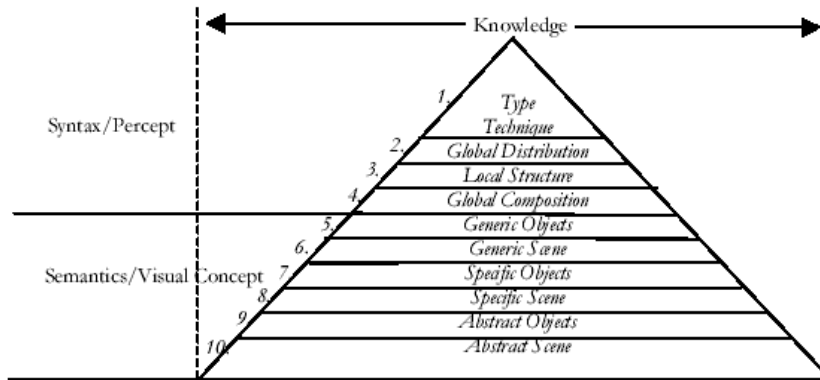 Knowledge
1.
Type
Syntax/Percept
Technique
2.
Global Distribution
3.
Local Structure
4.
Global Composition
5.
Generic Objects
6.
Generic Scene
Semantics/Visual Concept
7.
Specific Objects
8.
Specific Scene
9
Abstract Objects
10.
Abstract Scene